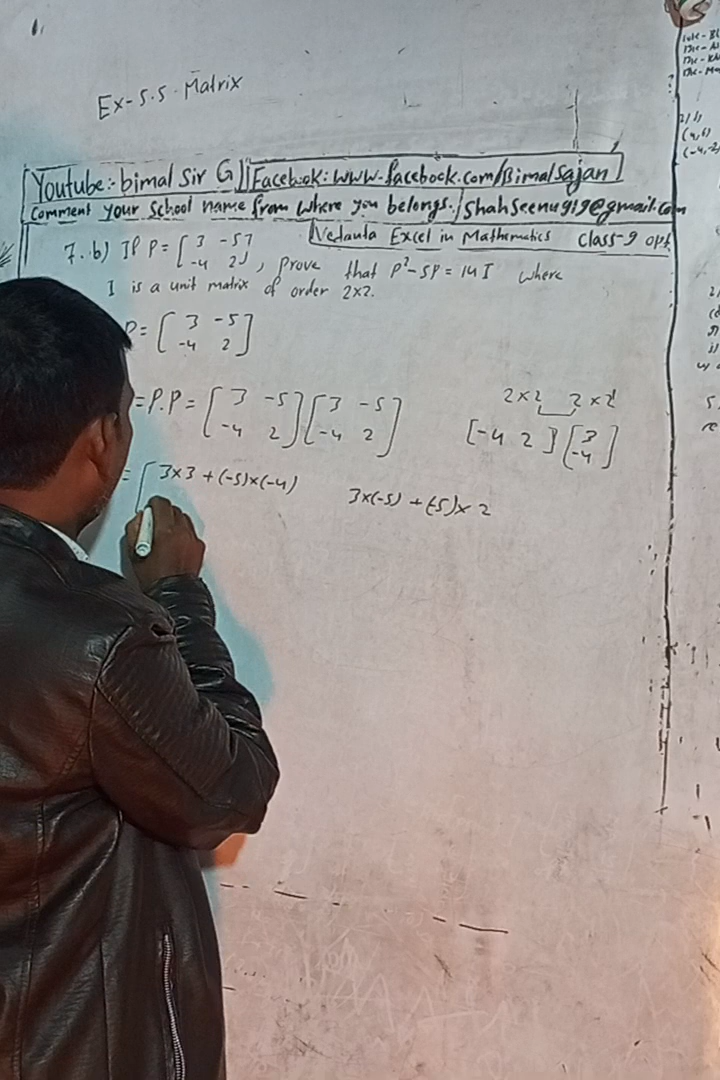 Ex-5.5. Matrix
Youtube:- bimal Sir G | Facebook: www.facebook.com/Bimalsajan
Comment your School name from where you belongs. / Shahseenu919@gmail.com
Vedanta Excel in Mathematics Class-9 opt
7. b) If P = [3 -5
-4 2], prove that P²-5P = 14 I where
I is a unit matrix of order 2×2.
P = [3 -5
-4 2]
= P.P = [3 -5
-4 2] [3 -5
-4 2]
2×2 2×2
[-4 2] [3
-4]
= [3×3 + (-5)×(-4) 3×(-5) + (-5)×2